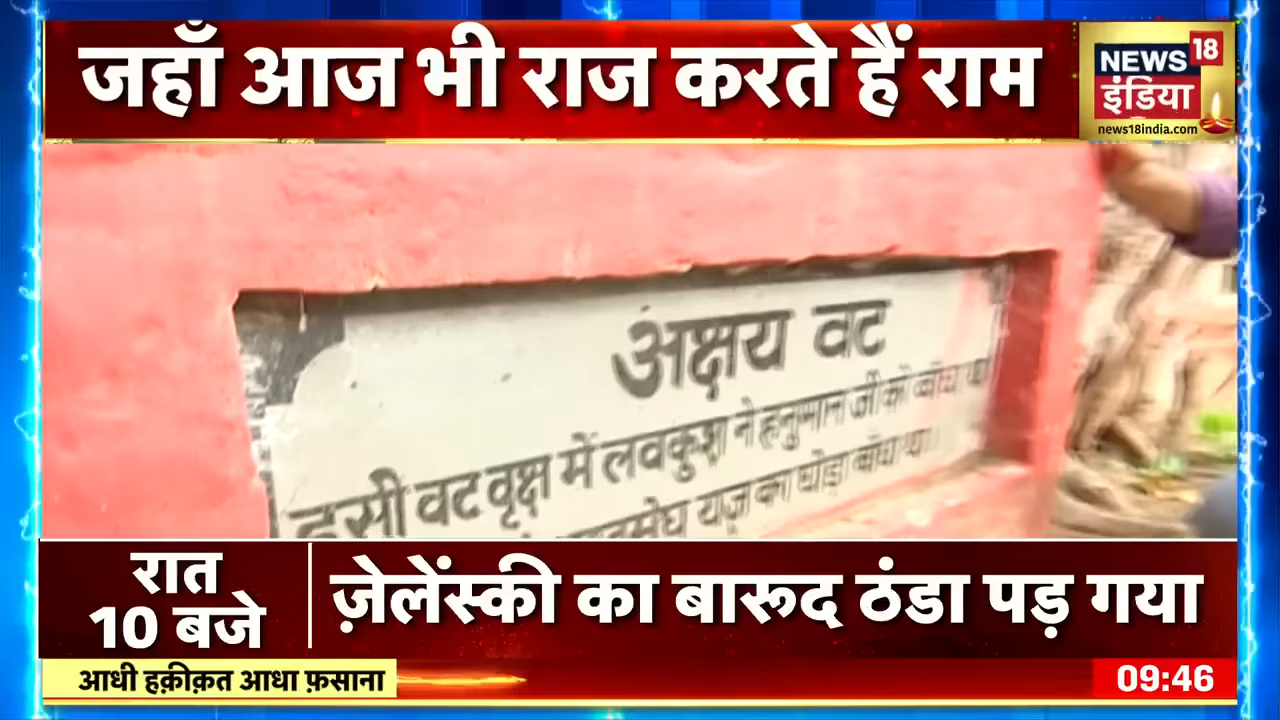 जहाँ आज भी राज करते हैं राम
NEWS 18
इंडिया
news18india.com
अक्षय वट
इसी वट वृक्ष में लवकुश ने हनुमान जी को बाँधा था
यज्ञ का घोड़ा बाँधा था।
रात
10 बजे
ज़ेलेंस्की का बारूद ठंडा पड़ गया
आधी हक़ीक़त आधा फ़साना
09:46